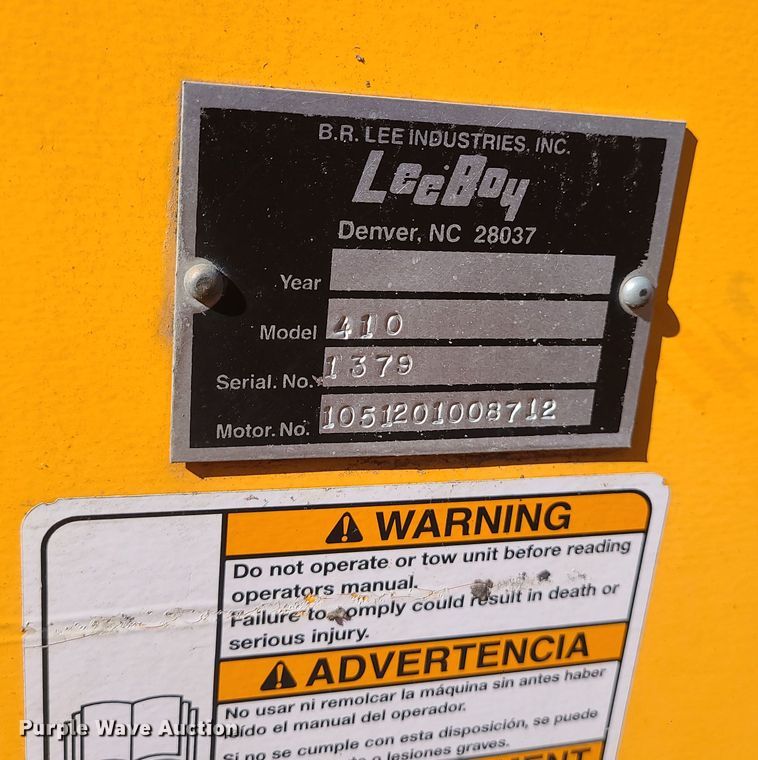 B.R. LEE INDUSTRIES, INC.
LeeBoy
Denver, NC 28037
Year
Model 410
Serial. No. 1379
Motor. No. 1051201008712
WARNING
Do not operate or tow unit before reading
operators manual.
Failure to comply could result in death or
serious injury.
ADVERTENCIA
No usar ni remolcar la máquina sin antes haber
leído el manual del operador.
Si no se cumple con esta disposición, se puede
o lesiones graves.
Purple Wave Auction